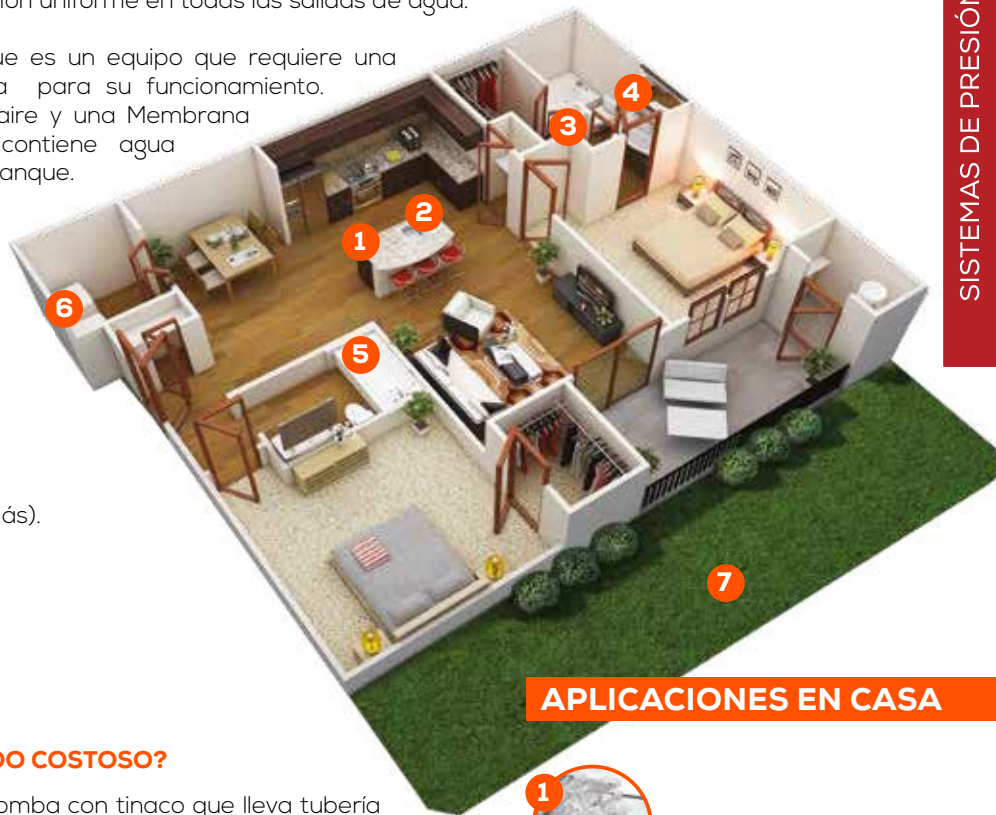 ón uniforme en todas las salidas de agua.
ue es un equipo que requiere una
a para su funcionamiento.
aire y una Membrana
contiene agua
anque.
SISTEMAS DE PRESIÓN
1
2
3
4
5
6
7
ás).
APLICACIONES EN CASA
DO COSTOSO?
omba con tinaco que lleva tubería
1